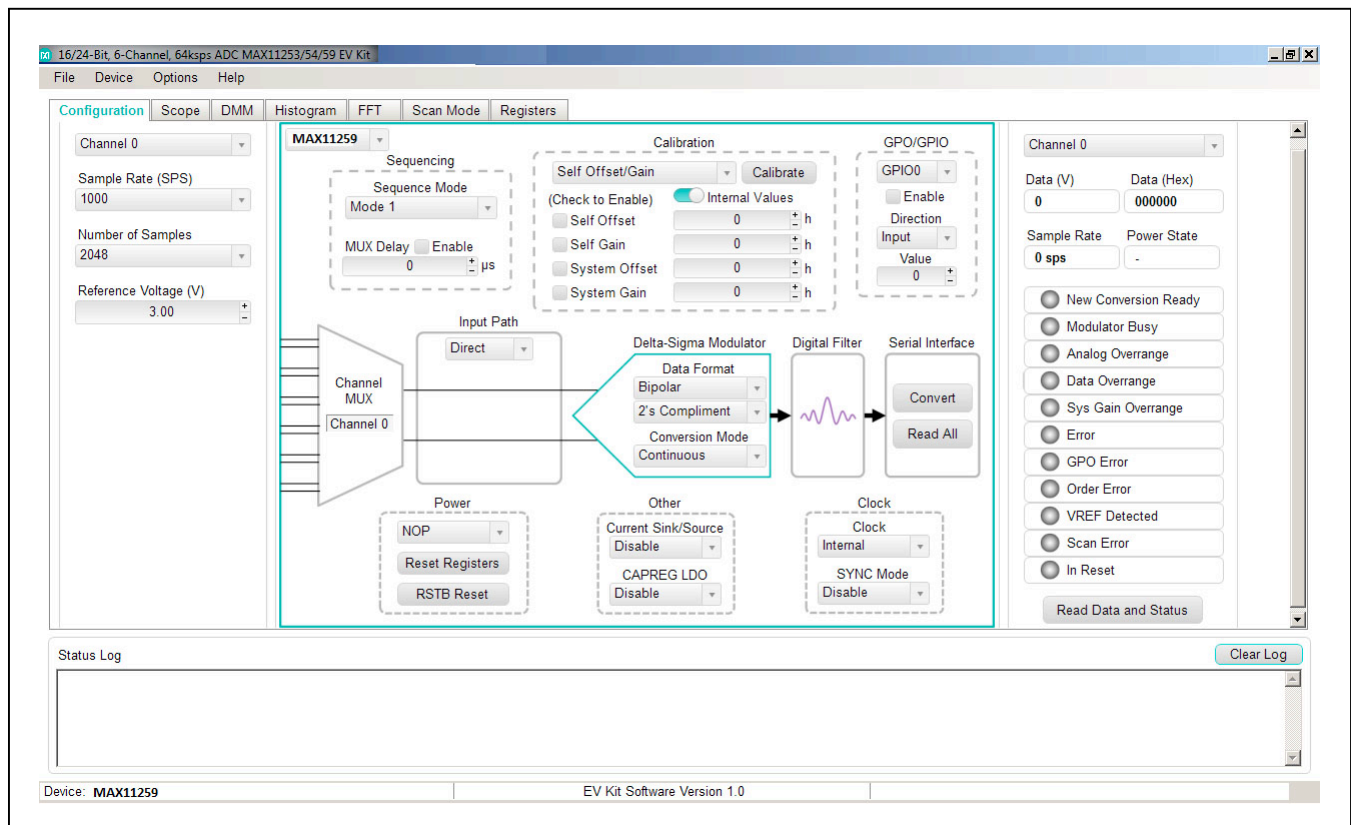 16/24-Bit, 6-Channel, 64ksps ADC MAX11253/54/59 EV Kit
File Device Options Help
Configuration Scope DMM Histogram FFT Scan Mode Registers
Channel 0
Sample Rate (SPS)
1000
Number of Samples
2048
Reference Voltage (V)
3.00
MAX11259
Sequencing
Sequence Mode
Mode 1
MUX Delay Enable
0 µs
Calibration
Self Offset/Gain Calibrate
(Check to Enable) Internal Values
Self Offset 0 h
Self Gain 0 h
System Offset 0 h
System Gain 0 h
GPO/GPIO
GPIO0
Enable
Direction
Input
Value
0
Channel
MUX
Channel 0
Input Path
Direct
Delta-Sigma Modulator
Data Format
Bipolar
2's Compliment
Conversion Mode
Continuous
Digital Filter
Serial Interface
Convert
Read All
Power
NOP
Reset Registers
RSTB Reset
Other
Current Sink/Source
Disable
CAPREG LDO
Disable
Clock
Clock
Internal
SYNC Mode
Disable
Channel 0
Data (V) Data (Hex)
0 000000
Sample Rate Power State
0 sps -
New Conversion Ready
Modulator Busy
Analog Overrange
Data Overrange
Sys Gain Overrange
Error
GPO Error
Order Error
VREF Detected
Scan Error
In Reset
Read Data and Status
Status Log Clear Log
Device: MAX11259 EV Kit Software Version 1.0